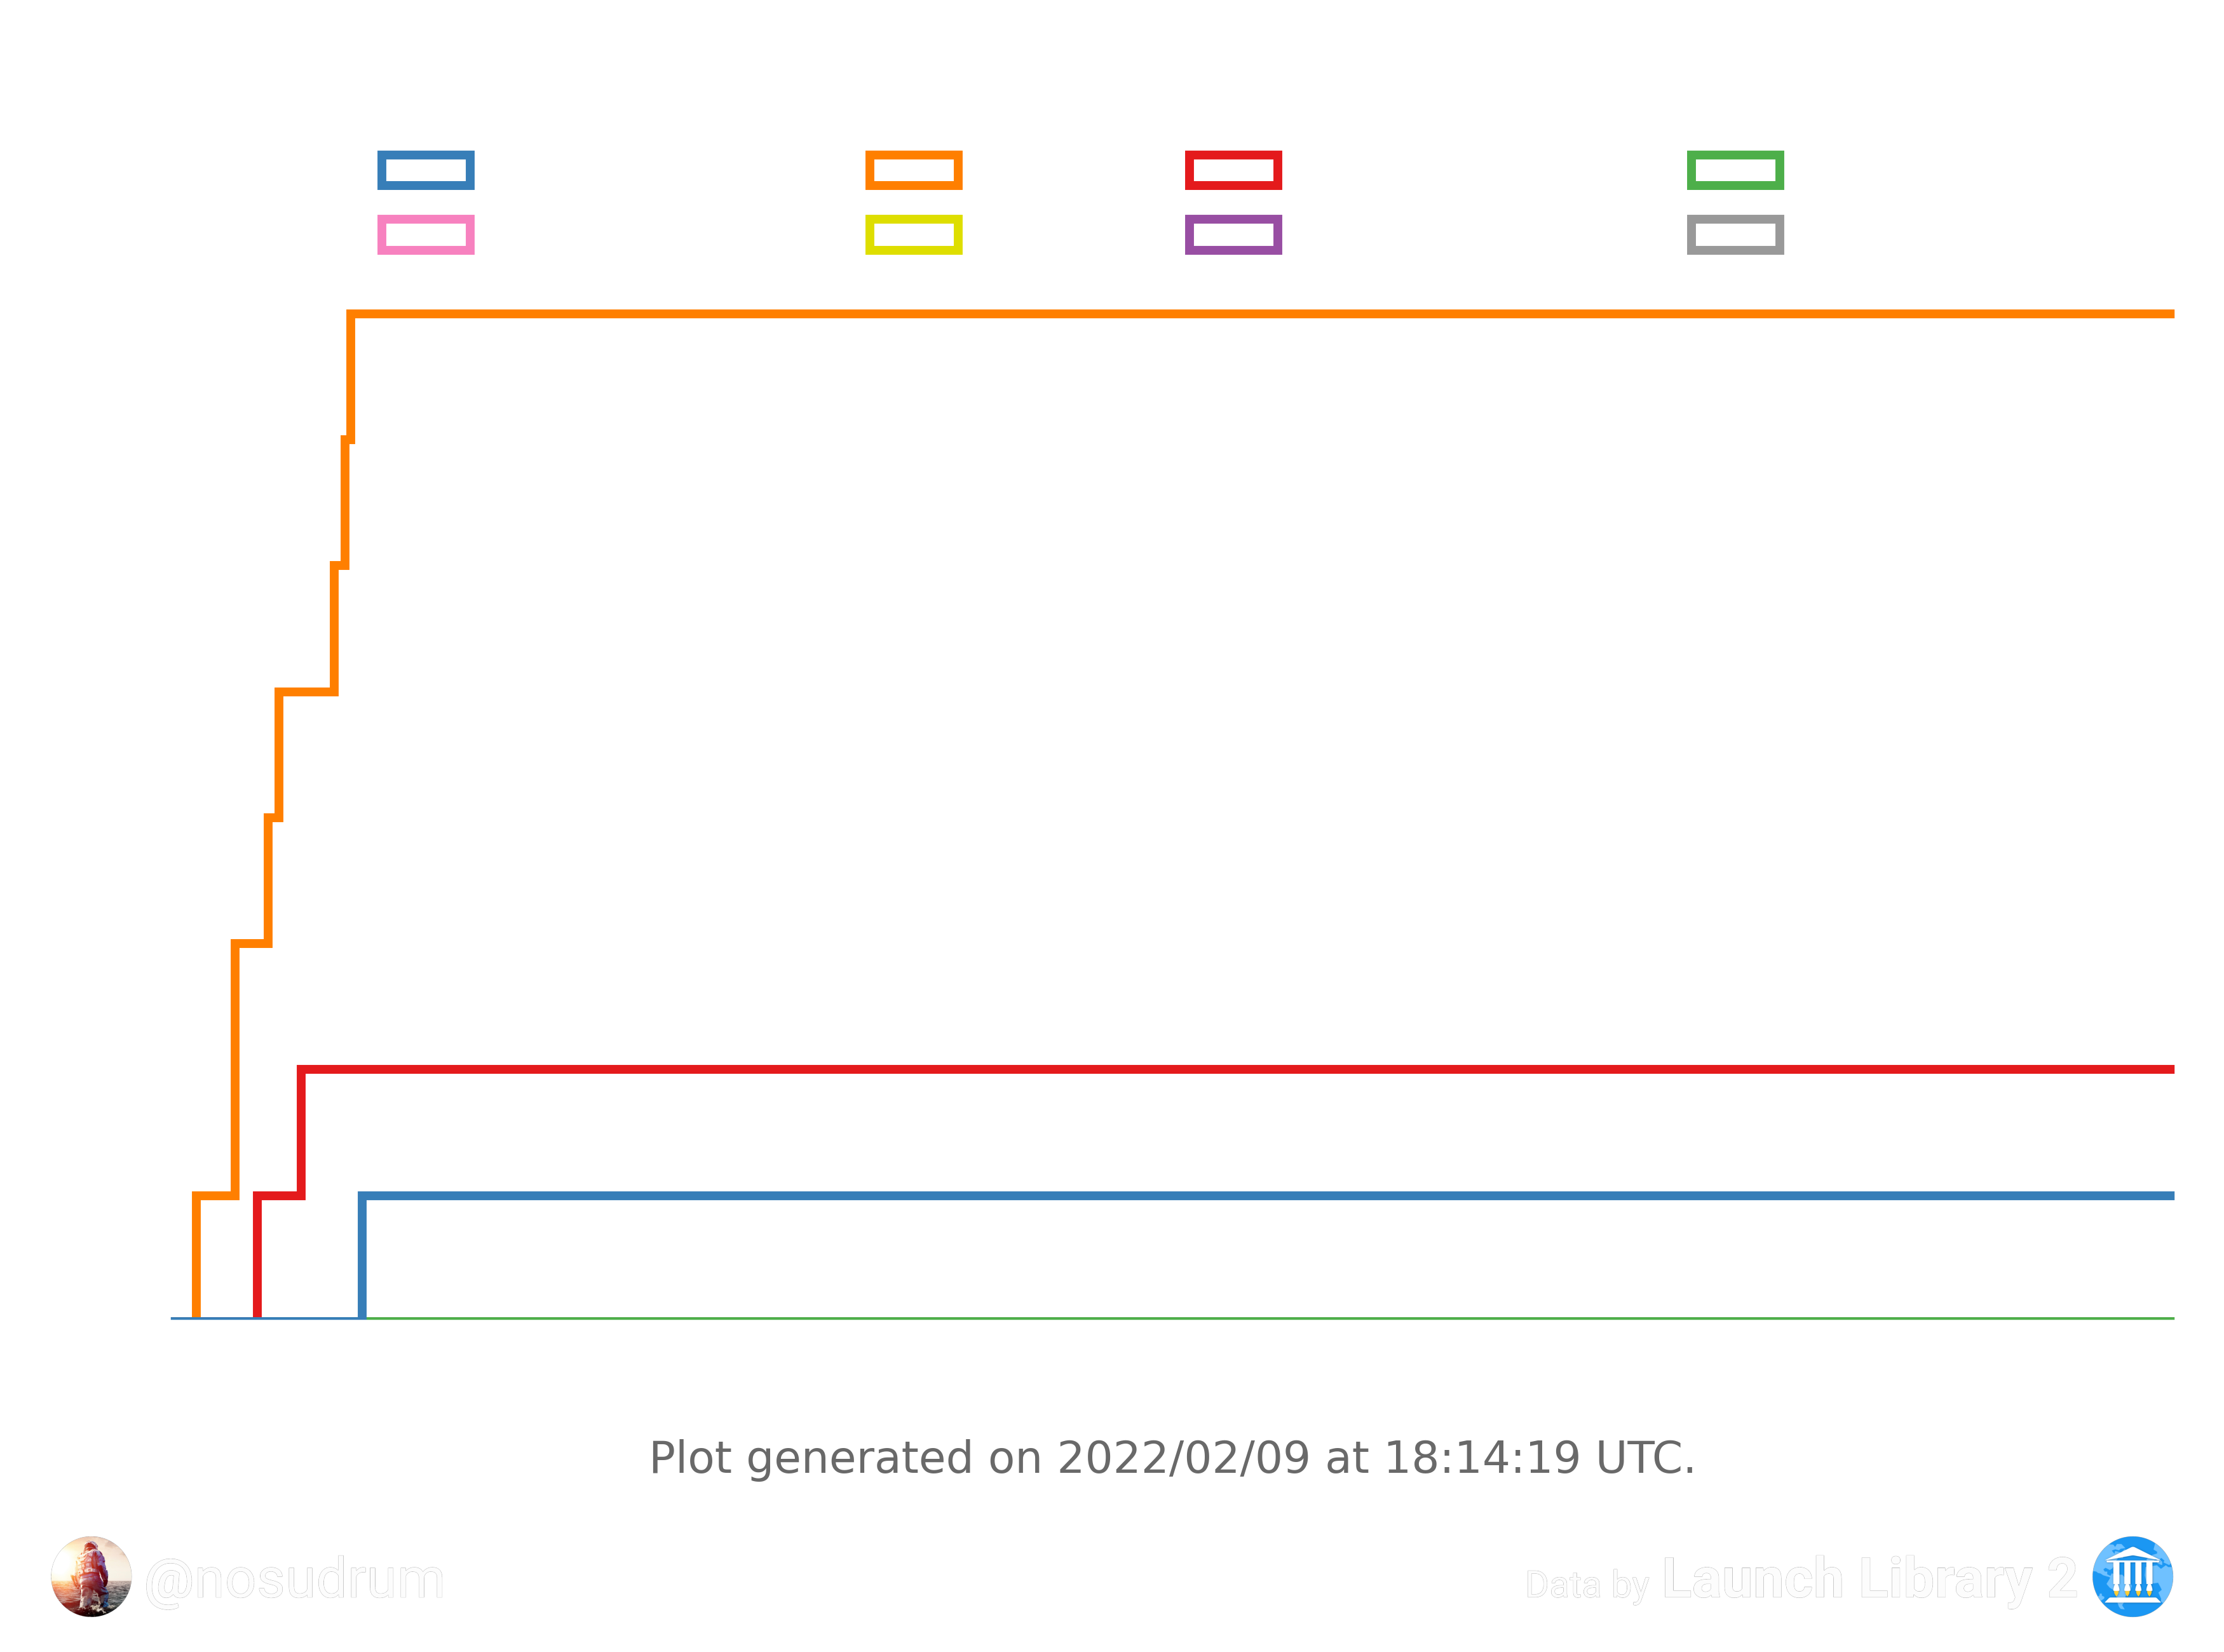 Plot generated on 2022/02/09 at 18:14:19 UTC.
@nosudrum
Data by Launch Library 2